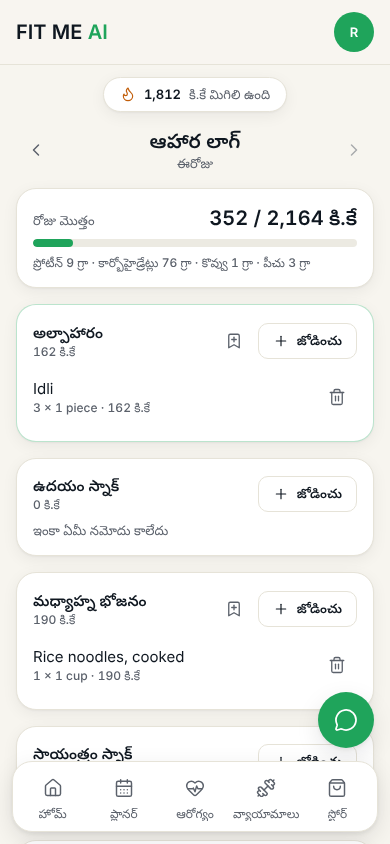 FIT ME AI
R
1,812 కి.కే మిగిలి ఉంది
ఆహార లాగ్
ఈరోజు
రోజు మొత్తం
352 / 2,164 కి.కే
ప్రోటీన్ 9 గ్రా · కార్బోహైడ్రేట్లు 76 గ్రా · కొవ్వు 1 గ్రా · పీచు 3 గ్రా
అల్పాహారం
162 కి.కే
జోడించు
Idli
3 × 1 piece · 162 కి.కే
ఉదయం స్నాక్
0 కి.కే
జోడించు
ఇంకా ఏమీ నమోదు కాలేదు
మధ్యాహ్న భోజనం
190 కి.కే
జోడించు
Rice noodles, cooked
1 × 1 cup · 190 కి.కే
సాయంత్రం స్నాక్
జోడించు
హోమ్
ప్లానర్
ఆరోగ్యం
వ్యాయామాలు
స్టోర్